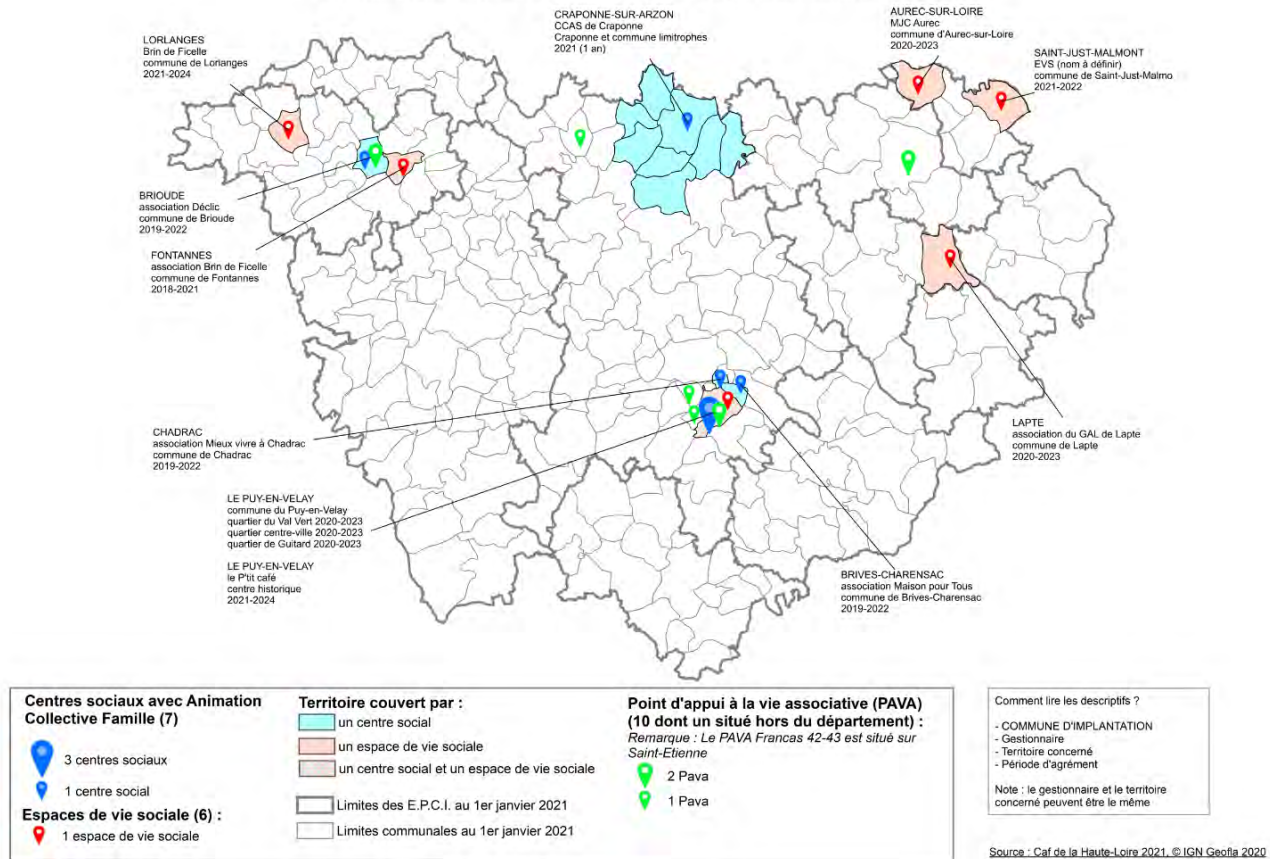 CRAPONNE-SUR-ARZON
CCAS de Craponne
Craponne et commune limitrophes
2021 (1 an)
AUREC-SUR-LOIRE
MJC Aurec
commune d'Aurec-sur-Loire
2020-2023
LORLANGES
Brin de Ficelle
commune de Lorlanges
2021-2024
SAINT-JUST-MALMONT
EVS (nom à définir)
commune de Saint-Just-Malmo
2021-2022
BRIOUDE
association Déclic
commune de Brioude
2019-2022
FONTANNES
association Brin de Ficelle
commune de Fontannes
2018-2021
CHADRAC
association Mieux vivre à Chadrac
commune de Chadrac
2019-2022
LAPTE
association du GAL de Lapte
commune de Lapte
2020-2023
LE PUY-EN-VELAY
commune du Puy-en-Velay
quartier du Val Vert 2020-2023
quartier centre-ville 2020-2023
quartier de Guitard 2020-2023
LE PUY-EN-VELAY
le P'tit café
centre historique
2021-2024
BRIVES-CHARENSAC
association Maison pour Tous
commune de Brives-Charensac
2019-2022
Centres sociaux avec Animation
Collective Famille (7)
3 centres sociaux
1 centre social
Espaces de vie sociale (6) :
1 espace de vie sociale
Territoire couvert par :
un centre social
un espace de vie sociale
un centre social et un espace de vie sociale
Limites des E.P.C.I. au 1er janvier 2021
Limites communales au 1er janvier 2021
Point d'appui à la vie associative (PAVA)
(10 dont un situé hors du département) :
Remarque : Le PAVA Francas 42-43 est situé sur
Saint-Etienne
2 Pava
1 Pava
Comment lire les descriptifs ?
- COMMUNE D'IMPLANTATION
- Gestionnaire
- Territoire concerné
- Période d'agrément
Note : le gestionnaire et le territoire
concerné peuvent être le même
Source : Caf de la Haute-Loire 2021, © IGN Geofla 2020